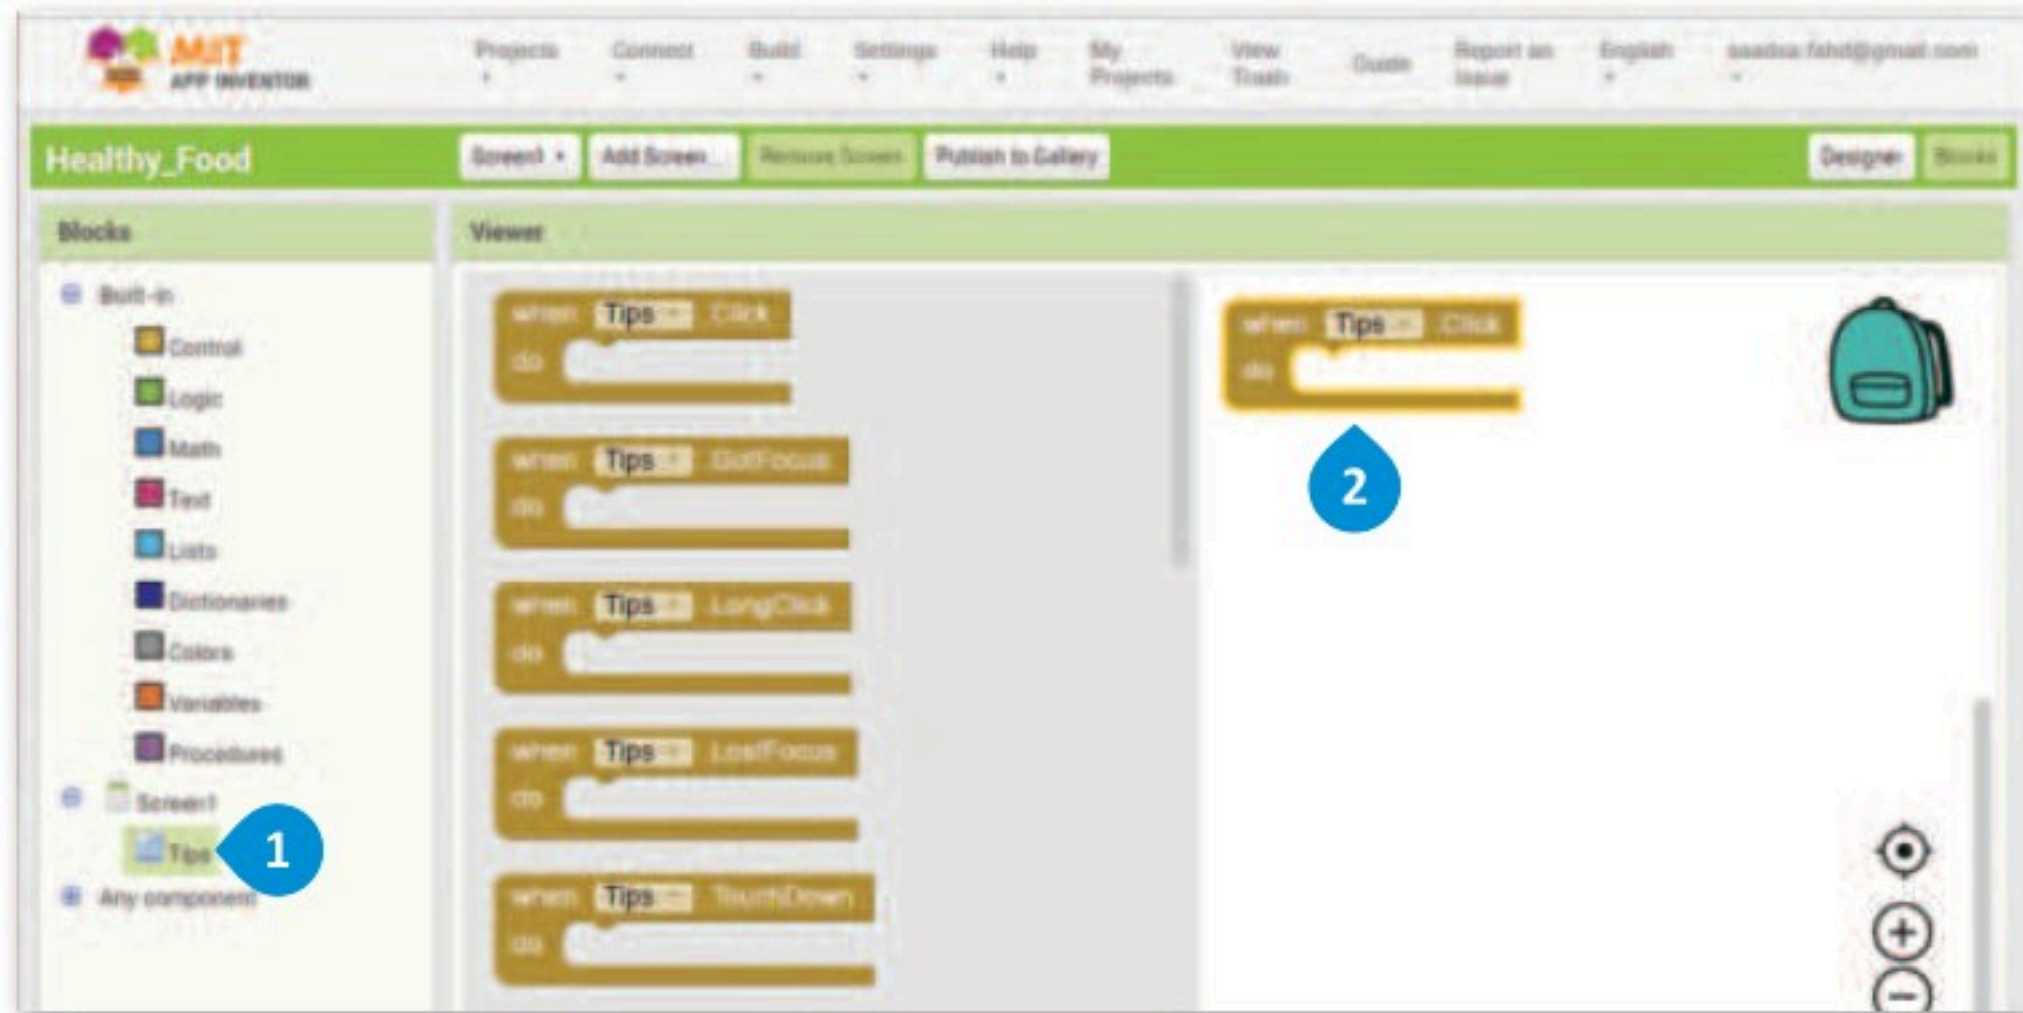 MIT
APP INVENTOR
Projects
Connect
Build
Settings
Help
My
Projects
View
Trash
Guide
Report an
Issue
English
Healthy_Food
Screen1
Add Screen ...
Remove Screen
Publish to Gallery
Designer
Blocks
Blocks
Built-in
Control
Logic
Math
Text
Lists
Dictionaries
Colors
Variables
Procedures
Screen1
Tips
1
Any component
Viewer
when Tips .Click
do
when Tips .GotFocus
do
when Tips .LongClick
do
when Tips .LostFocus
do
when Tips .TouchDown
do
when Tips .Click
do
2